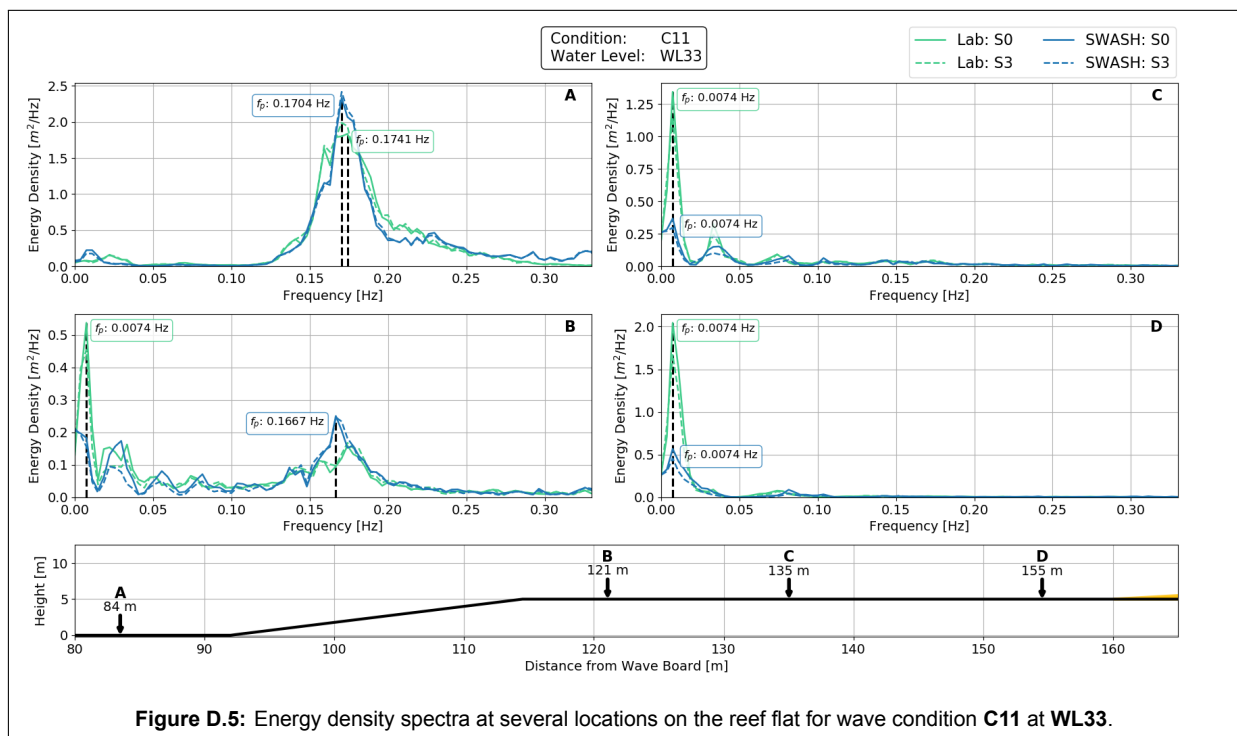 Condition: C11
Water Level: WL33
Lab: S0
Lab: S3
SWASH: S0
SWASH: S3
A
f_p: 0.1704 Hz
f_p: 0.1741 Hz
Energy Density [m²/Hz]
2.5
2.0
1.5
1.0
0.5
0.0
0.00 0.05 0.10 0.15 0.20 0.25 0.30
Frequency [Hz]
C
f_p: 0.0074 Hz
f_p: 0.0074 Hz
Energy Density [m²/Hz]
1.25
1.00
0.75
0.50
0.25
0.00
0.00 0.05 0.10 0.15 0.20 0.25 0.30
Frequency [Hz]
B
f_p: 0.0074 Hz
f_p: 0.1667 Hz
Energy Density [m²/Hz]
0.5
0.4
0.3
0.2
0.1
0.0
0.00 0.05 0.10 0.15 0.20 0.25 0.30
Frequency [Hz]
D
f_p: 0.0074 Hz
f_p: 0.0074 Hz
Energy Density [m²/Hz]
2.0
1.5
1.0
0.5
0.0
0.00 0.05 0.10 0.15 0.20 0.25 0.30
Frequency [Hz]
Height [m]
10
5
0
A
84 m
B
121 m
C
135 m
D
155 m
80 90 100 110 120 130 140 150 160
Distance from Wave Board [m]
Figure D.5: Energy density spectra at several locations on the reef flat for wave condition C11 at WL33.